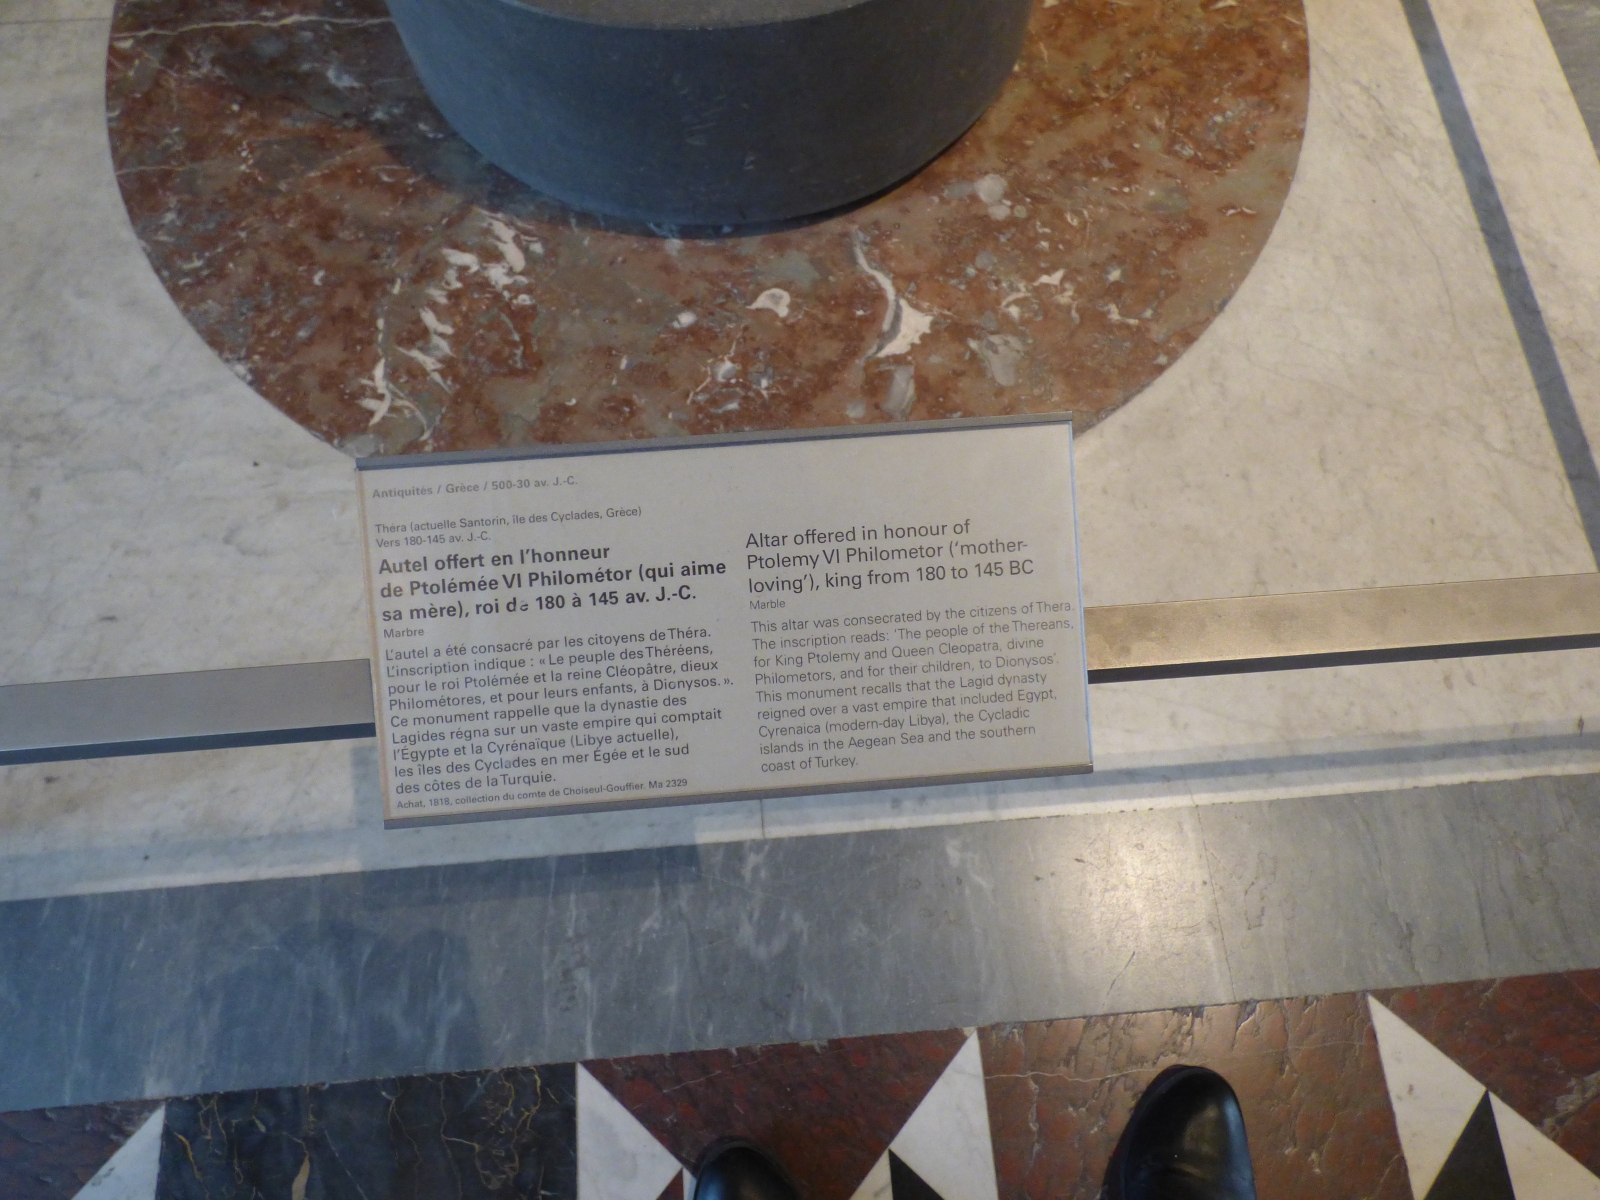 Antiquités / Grèce / 500-30 av. J.-C.
Théra (actuelle Santorin, île des Cyclades, Grèce)
Vers 180-145 av. J.-C.
Autel offert en l'honneur
de Ptolémée VI Philométor (qui aime
sa mère), roi de 180 à 145 av. J.-C.
Marbre
L'autel a été consacré par les citoyens de Théra.
L'inscription indique : « Le peuple des Théréens,
pour le roi Ptolémée et la reine Cléopâtre, dieux
Philométores, et pour leurs enfants, à Dionysos. ».
Ce monument rappelle que la dynastie des
Lagides régna sur un vaste empire qui comptait
l'Égypte et la Cyrénaïque (Libye actuelle),
les îles des Cyclades en mer Égée et le sud
des côtes de la Turquie.
Achat, 1818, collection du comte de Choiseul-Gouffier. Ma 2329
Altar offered in honour of
Ptolemy VI Philometor ('mother-
loving'), king from 180 to 145 BC
Marble
This altar was consecrated by the citizens of Thera.
The inscription reads: 'The people of the Thereans,
for King Ptolemy and Queen Cleopatra, divine
Philometors, and for their children, to Dionysos'.
This monument recalls that the Lagid dynasty
reigned over a vast empire that included Egypt,
Cyrenaica (modern-day Libya), the Cycladic
islands in the Aegean Sea and the southern
coast of Turkey.